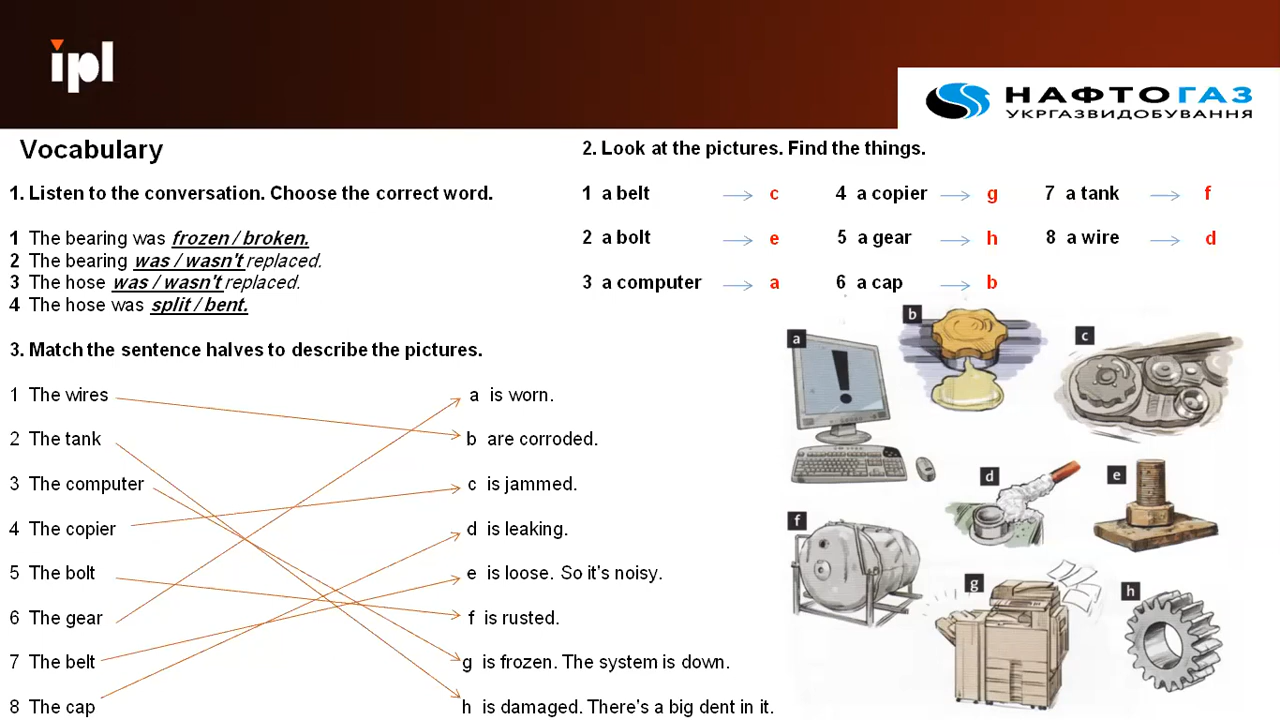 ipl
НАФТОГАЗ
УКРГАЗВИДОБУВАННЯ
Vocabulary
1. Listen to the conversation. Choose the correct word.
1 The bearing was frozen / broken.
2 The bearing was / wasn't replaced.
3 The hose was / wasn't replaced.
4 The hose was split / bent.
2. Look at the pictures. Find the things.
1 a belt c 4 a copier g 7 a tank f
2 a bolt e 5 a gear h 8 a wire d
3 a computer a 6 a cap b
3. Match the sentence halves to describe the pictures.
1 The wires a is worn.
2 The tank b are corroded.
3 The computer c is jammed.
4 The copier d is leaking.
5 The bolt e is loose. So it's noisy.
6 The gear f is rusted.
7 The belt g is frozen. The system is down.
8 The cap h is damaged. There's a big dent in it.
a
b
c
!
d
e
f
g
h